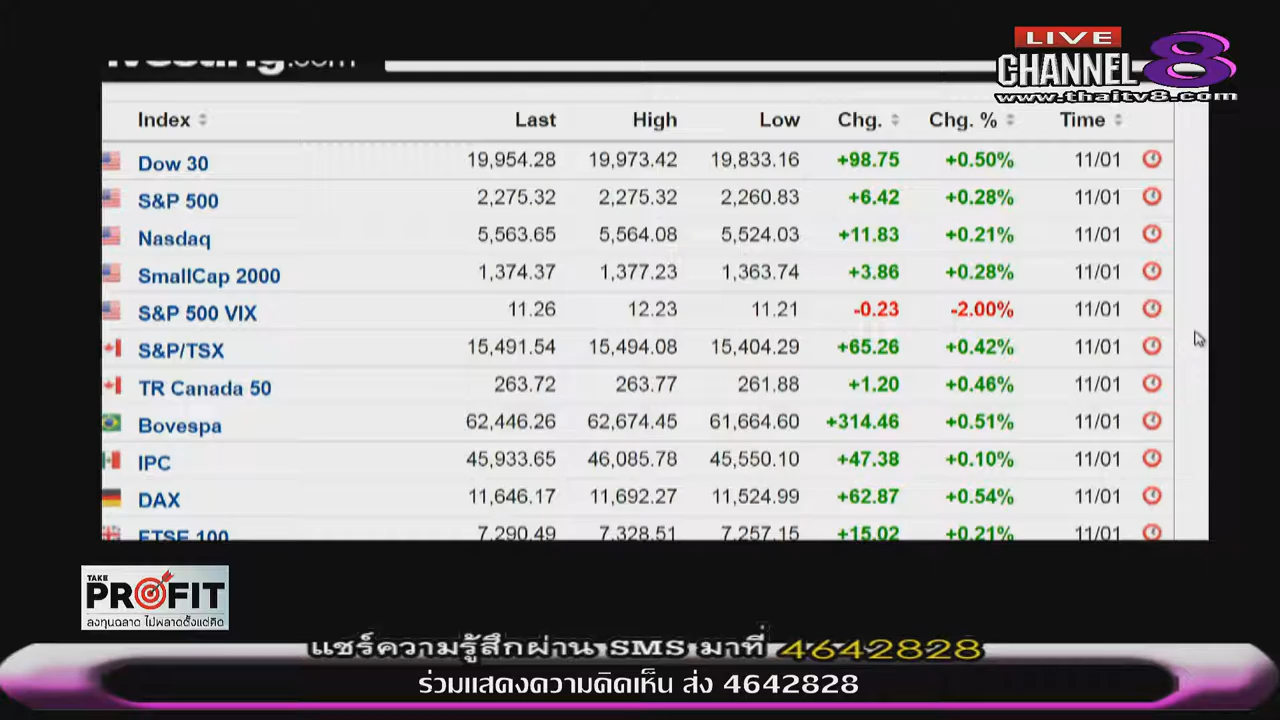 LIVE
CHANNEL 8
www.thaitv8.com
Index Last High Low Chg. Chg. % Time
Dow 30 19,954.28 19,973.42 19,833.16 +98.75 +0.50% 11/01
S&P 500 2,275.32 2,275.32 2,260.83 +6.42 +0.28% 11/01
Nasdaq 5,563.65 5,564.08 5,524.03 +11.83 +0.21% 11/01
SmallCap 2000 1,374.37 1,377.23 1,363.74 +3.86 +0.28% 11/01
S&P 500 VIX 11.26 12.23 11.21 -0.23 -2.00% 11/01
S&P/TSX 15,491.54 15,494.08 15,404.29 +65.26 +0.42% 11/01
TR Canada 50 263.72 263.77 261.88 +1.20 +0.46% 11/01
Bovespa 62,446.26 62,674.45 61,664.60 +314.46 +0.51% 11/01
IPC 45,933.65 46,085.78 45,550.10 +47.38 +0.10% 11/01
DAX 11,646.17 11,692.27 11,524.99 +62.87 +0.54% 11/01
FTSE 100 7,290.49 7,328.51 7,257.15 +15.02 +0.21% 11/01
TAKE
PROFIT
ลงทุนฉลาด ไม่พลาดตั้งแต่คิด
แชร์ความรู้สึกผ่าน SMS มาที่ 4642828
ร่วมแสดงความคิดเห็น ส่ง 4642828